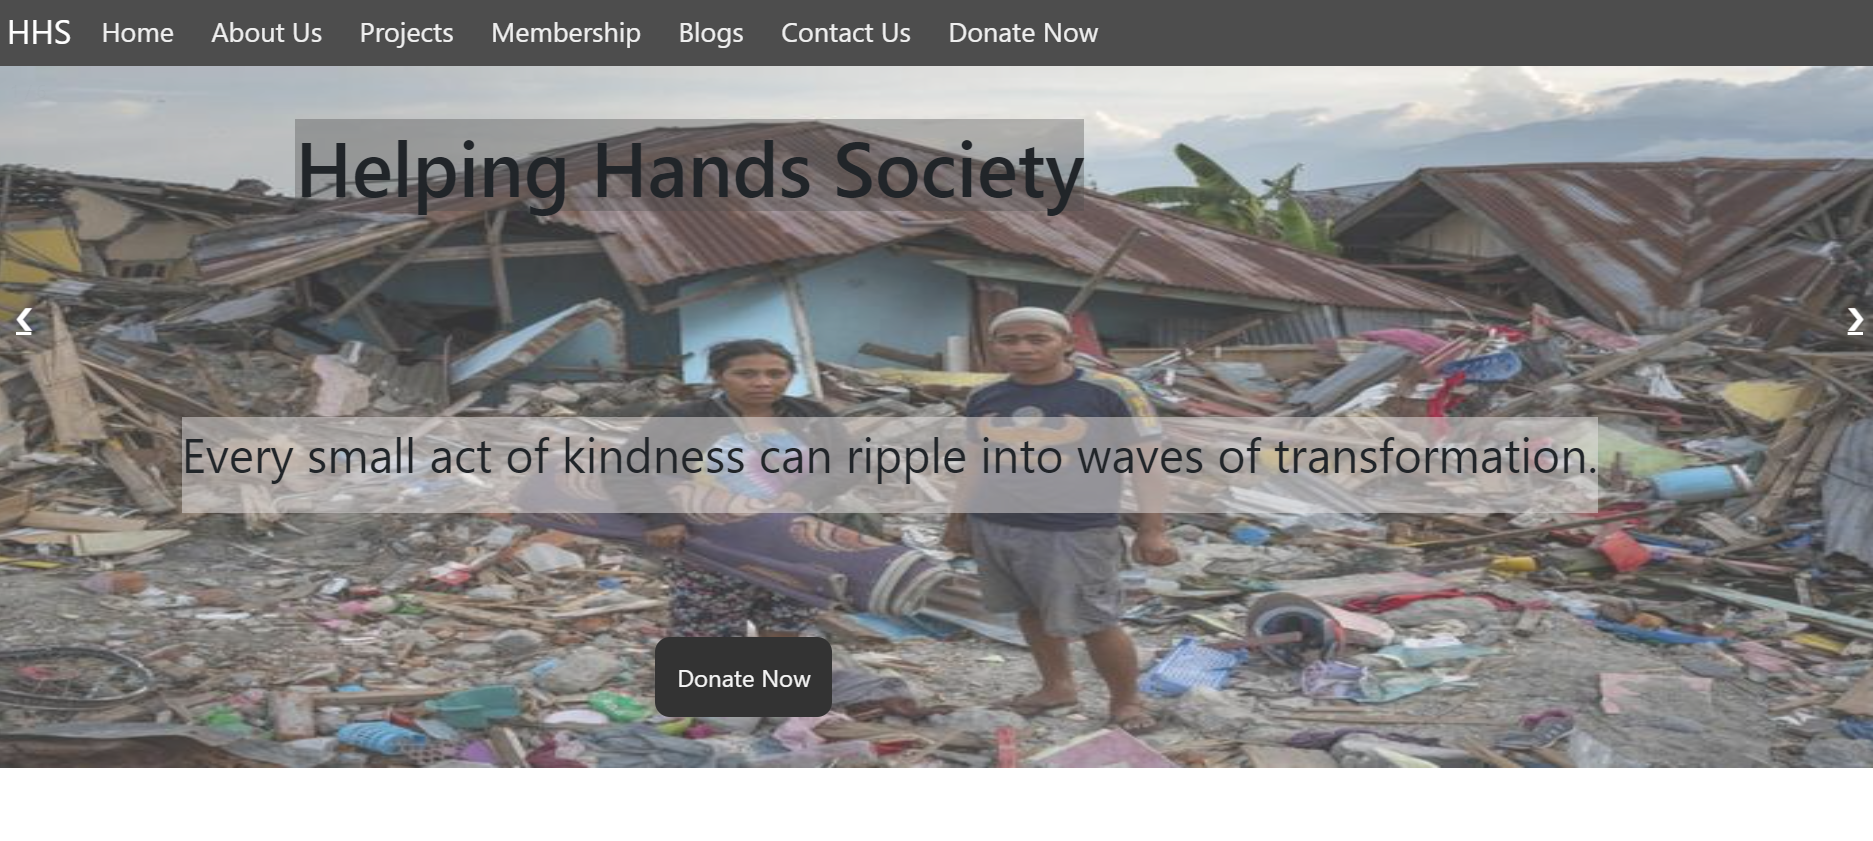 HHS Home About Us Projects Membership Blogs Contact Us Donate Now
Helping Hands Society
Every small act of kindness can ripple into waves of transformation.
Donate Now